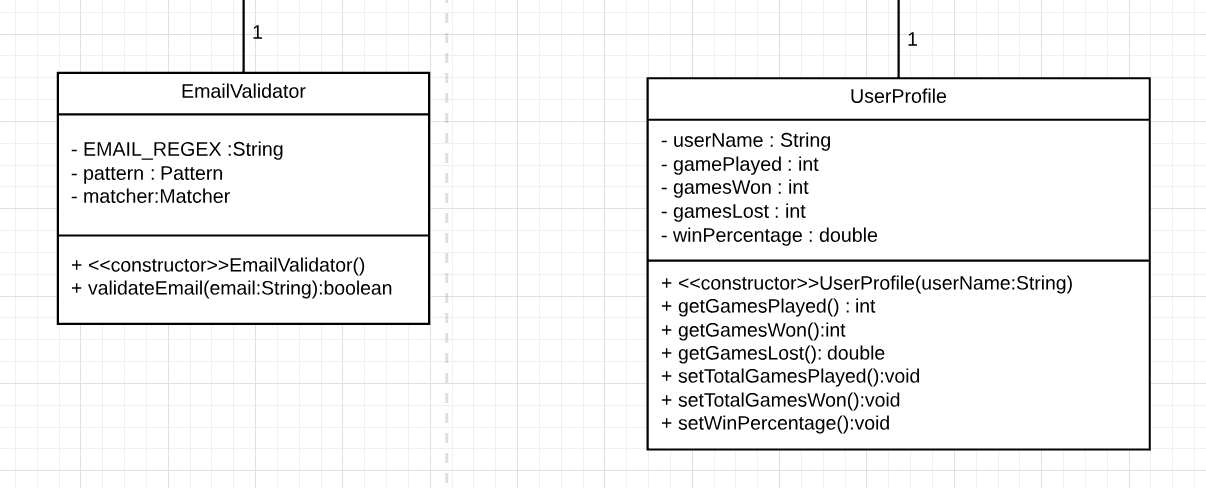 1
EmailValidator
- EMAIL_REGEX :String
- pattern : Pattern
- matcher:Matcher
+ <<constructor>>EmailValidator()
+ validateEmail(email:String):boolean
1
UserProfile
- userName : String
- gamePlayed : int
- gamesWon : int
- gamesLost : int
- winPercentage : double
+ <<constructor>>UserProfile(userName:String)
+ getGamesPlayed() : int
+ getGamesWon():int
+ getGamesLost(): double
+ setTotalGamesPlayed():void
+ setTotalGamesWon():void
+ setWinPercentage():void